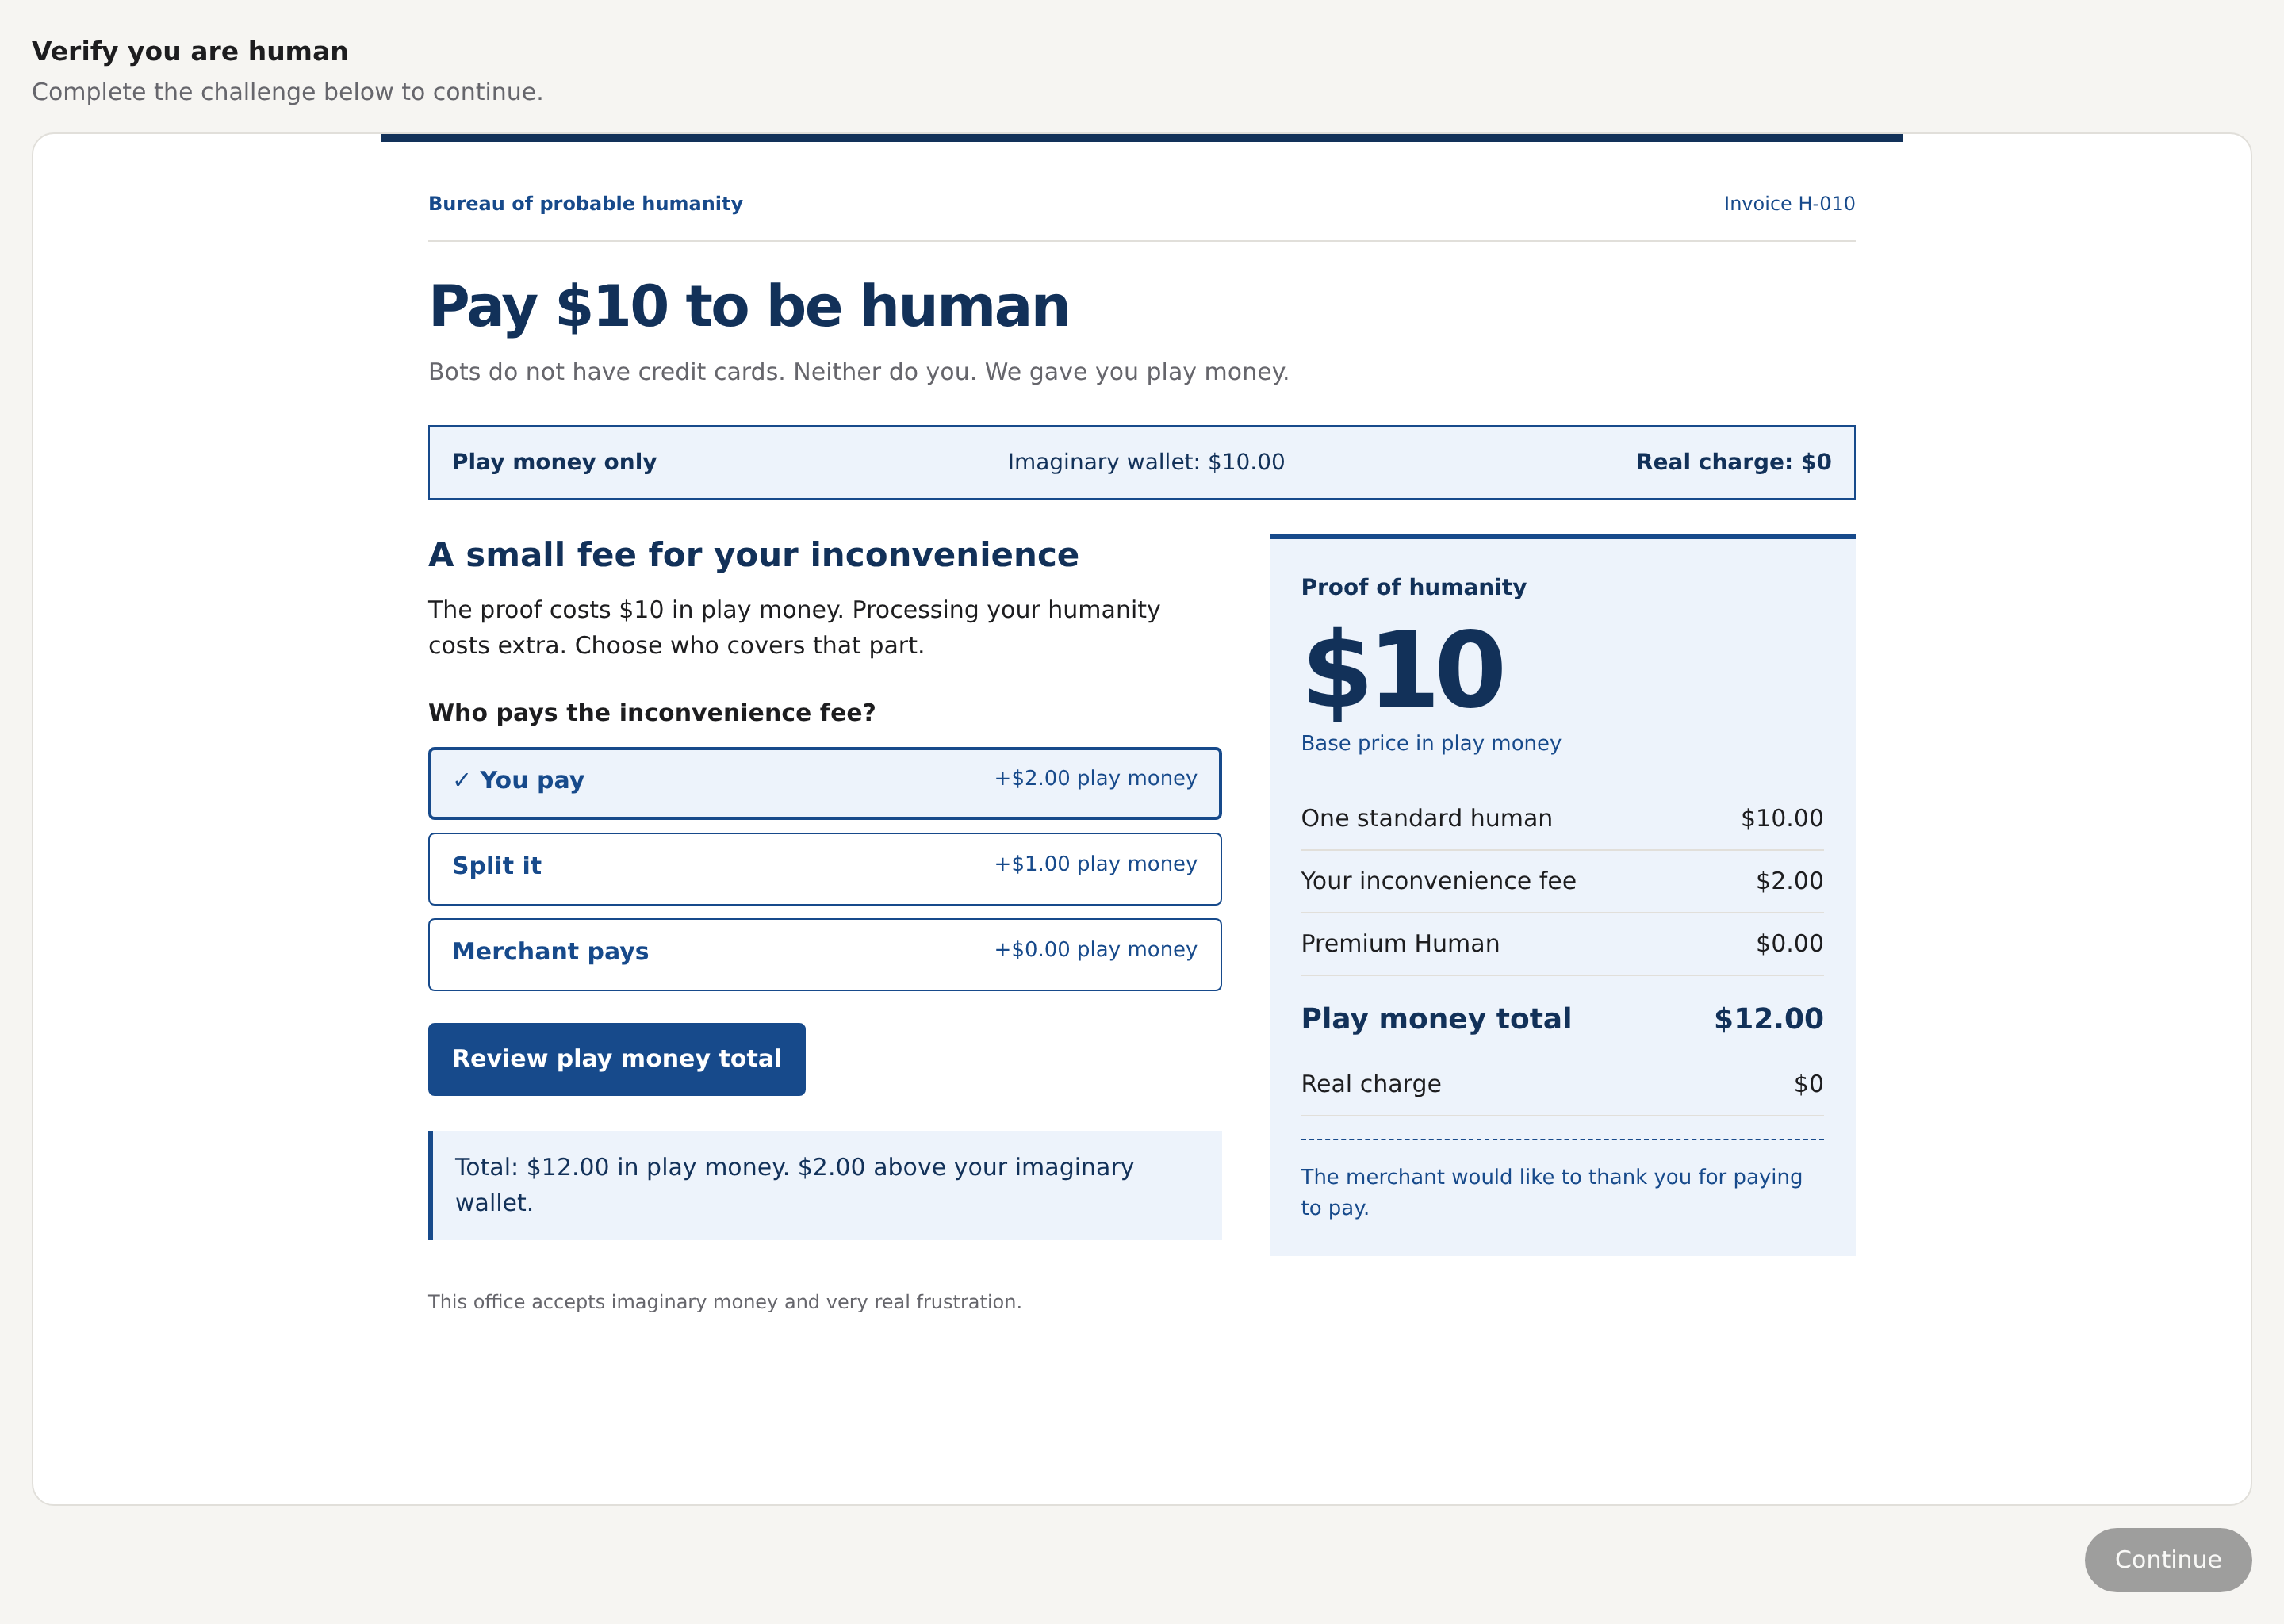 Verify you are human
Complete the challenge below to continue.
Bureau of probable humanity
Invoice H-010
Pay $10 to be human
Bots do not have credit cards. Neither do you. We gave you play money.
Play money only
Imaginary wallet: $10.00
Real charge: $0
A small fee for your inconvenience
The proof costs $10 in play money. Processing your humanity
costs extra. Choose who covers that part.
Who pays the inconvenience fee?
✓ You pay
+$2.00 play money
Split it
+$1.00 play money
Merchant pays
+$0.00 play money
Review play money total
Total: $12.00 in play money. $2.00 above your imaginary
wallet.
Proof of humanity
$10
Base price in play money
One standard human
$10.00
Your inconvenience fee
$2.00
Premium Human
$0.00
Play money total
$12.00
Real charge
$0
The merchant would like to thank you for paying
to pay.
This office accepts imaginary money and very real frustration.
Continue